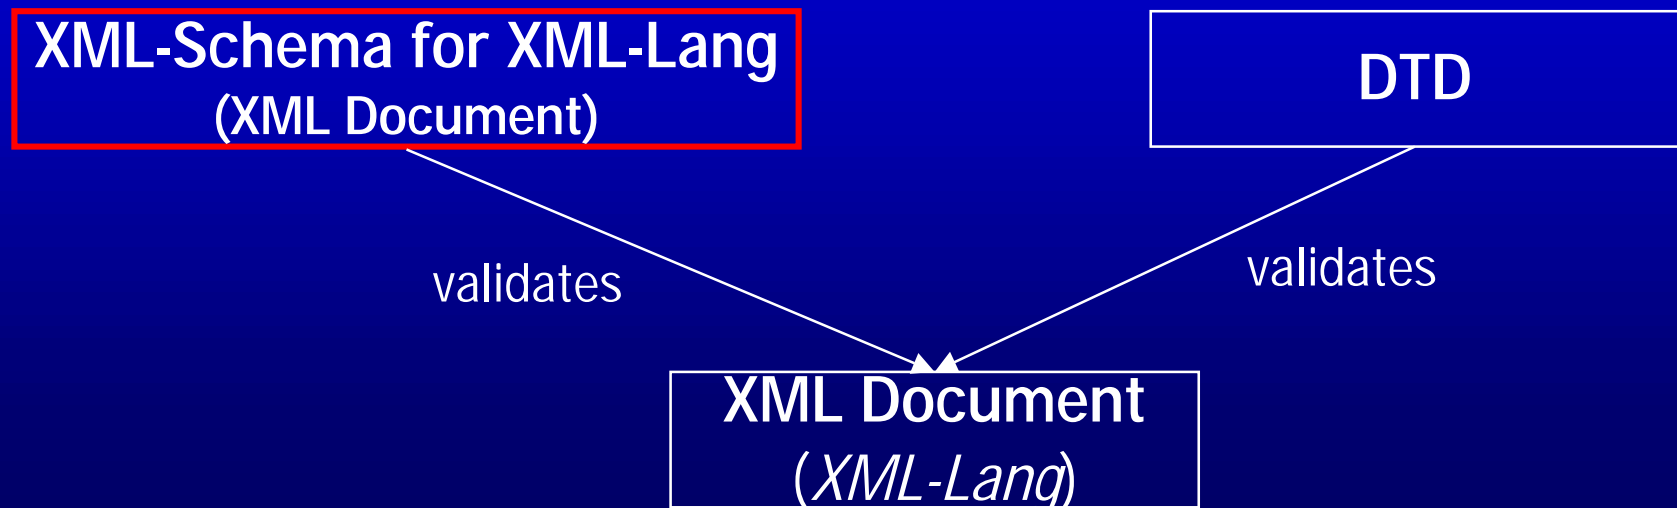 XML-Schema for XML-Lang
(XML Document)
DTD
validates
validates
XML Document
(XML-Lang)